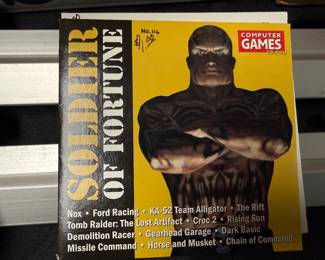 SOLDIER
OF FORTUNE
No. 114
COMPUTER
GAMES
Nox • Ford Racing • KA-52 Team Alligator • The Rift
Tomb Raider: The Lost Artifact • Croc 2 • Rising Sun
Demolition Racer • Gearhead Garage • Dark Basic
Missile Command • Horse and Musket • Chain of Command